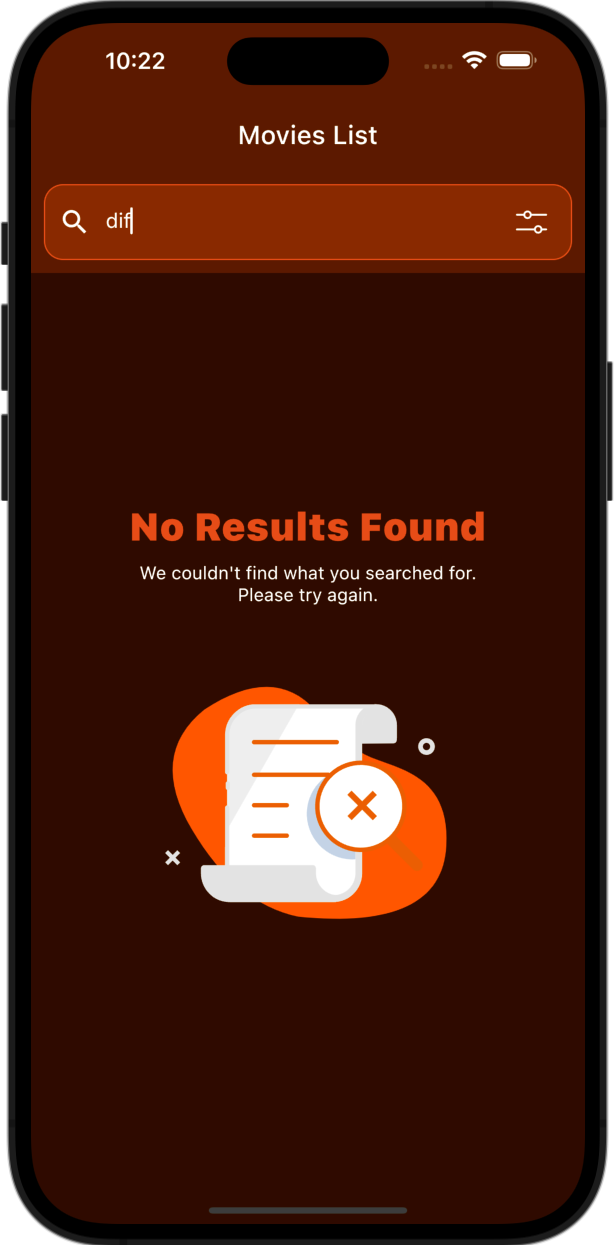 10:22
Movies List
dif
No Results Found
We couldn't find what you searched for.
Please try again.